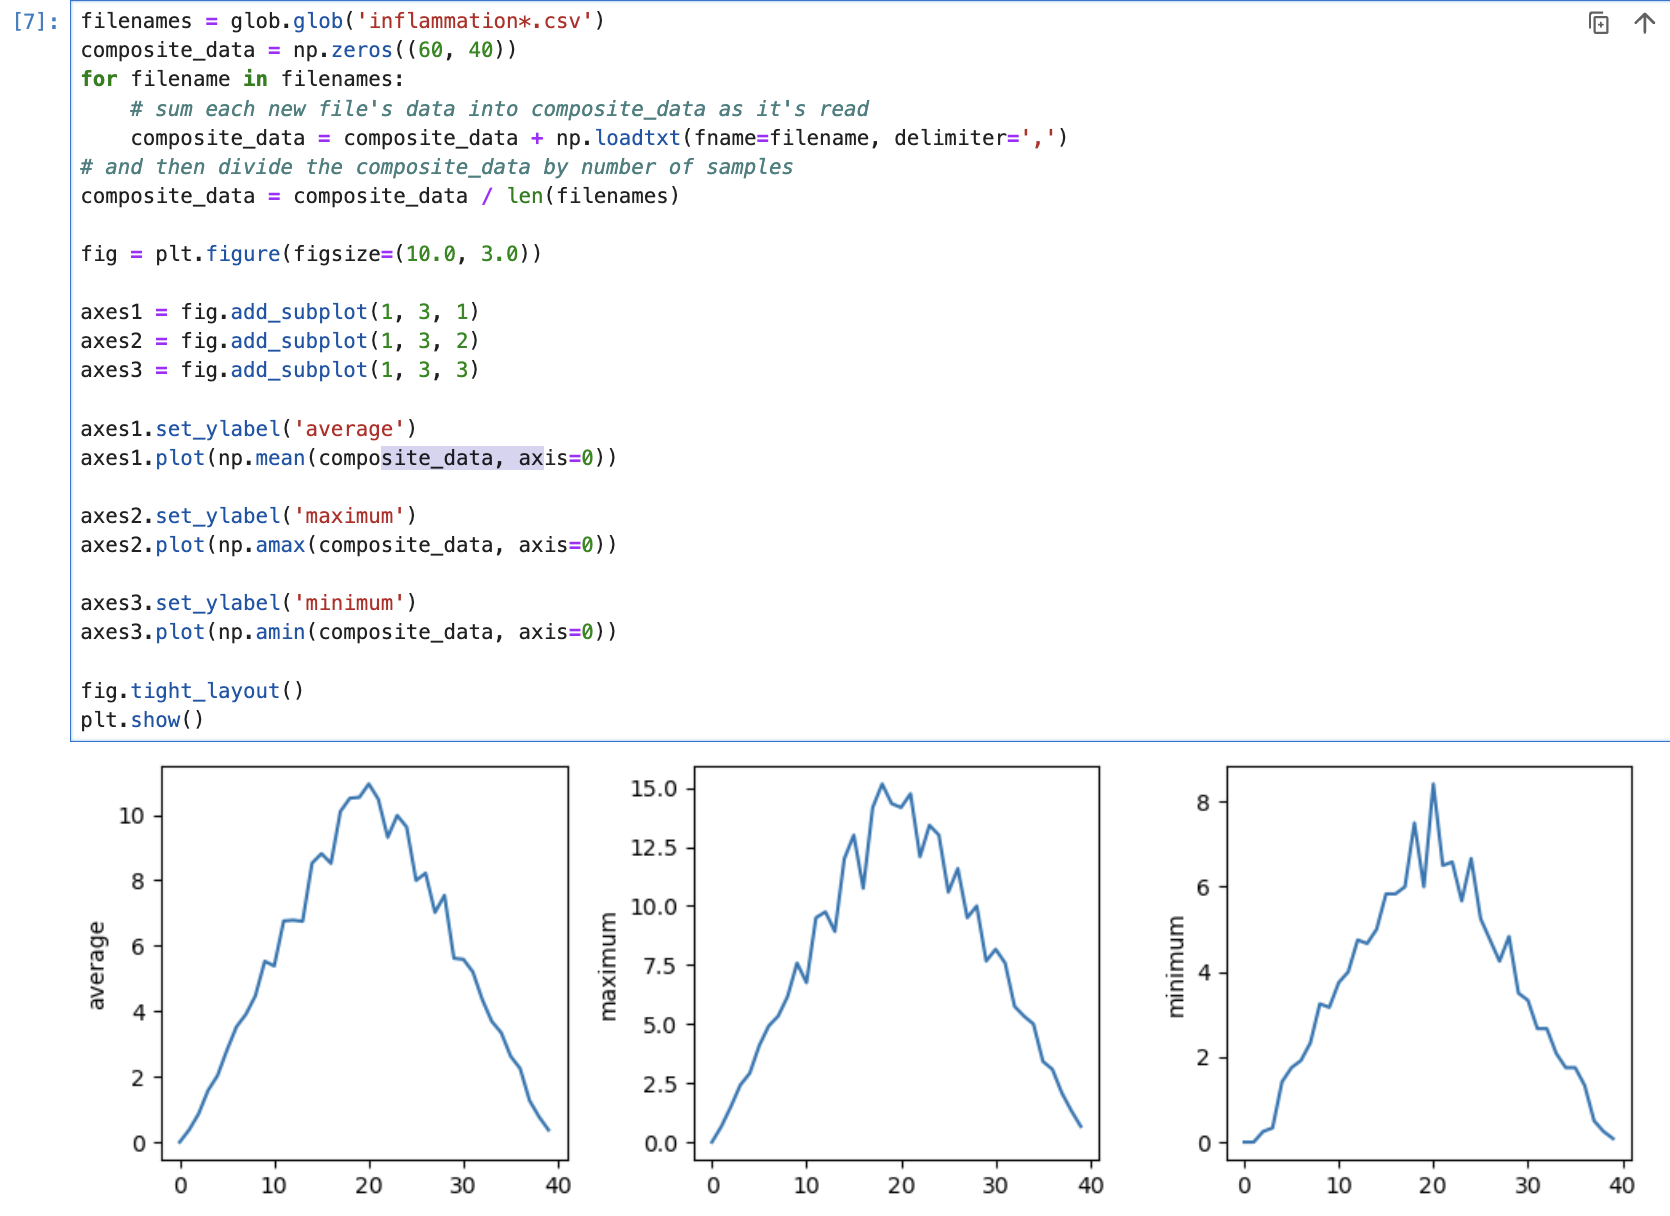 [7]:
filenames = glob.glob('inflammation*.csv')
composite_data = np.zeros((60, 40))
for filename in filenames:
    # sum each new file's data into composite_data as it's read
    composite_data = composite_data + np.loadtxt(fname=filename, delimiter=',')
# and then divide the composite_data by number of samples
composite_data = composite_data / len(filenames)
fig = plt.figure(figsize=(10.0, 3.0))
axes1 = fig.add_subplot(1, 3, 1)
axes2 = fig.add_subplot(1, 3, 2)
axes3 = fig.add_subplot(1, 3, 3)
axes1.set_ylabel('average')
axes1.plot(np.mean(composite_data, axis=0))
axes2.set_ylabel('maximum')
axes2.plot(np.amax(composite_data, axis=0))
axes3.set_ylabel('minimum')
axes3.plot(np.amin(composite_data, axis=0))
fig.tight_layout()
plt.show()
average
10
8
6
4
2
0
0 10 20 30 40
maximum
15.0
12.5
10.0
7.5
5.0
2.5
0.0
0 10 20 30 40
minimum
8
6
4
2
0
0 10 20 30 40